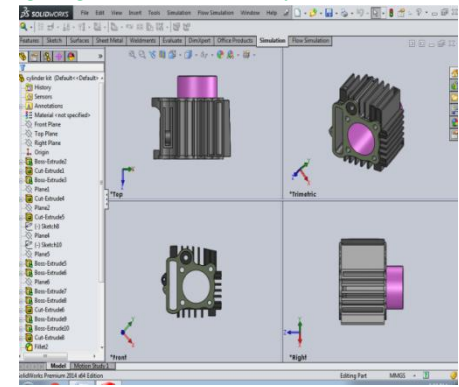 SOLIDWORKS File Edit View Insert Tools Simulation Flow Simulation Window Help
Features Sketch Surfaces Sheet Metal Weldments Evaluate DimXpert Office Products Simulation Flow Simulation
cylinder kit (Default<<Default>
History
Sensors
Annotations
Material <not specified>
Front Plane
Top Plane
Right Plane
Origin
Boss-Extrude2
Cut-Extrude1
Boss-Extrude3
Plane1
Cut-Extrude4
Plane2
Cut-Extrude5
(-) Sketch8
Plane4
(-) Sketch10
Plane5
Boss-Extrude5
Boss-Extrude6
Plane6
Boss-Extrude7
Boss-Extrude8
Cut-Extrude6
Boss-Extrude9
Boss-Extrude10
Cut-Extrude8
Fillet2
*Top
*Trimetric
*Front
*Right
Model Motion Study 1
SolidWorks Premium 2014 x64 Edition Editing Part MMGS